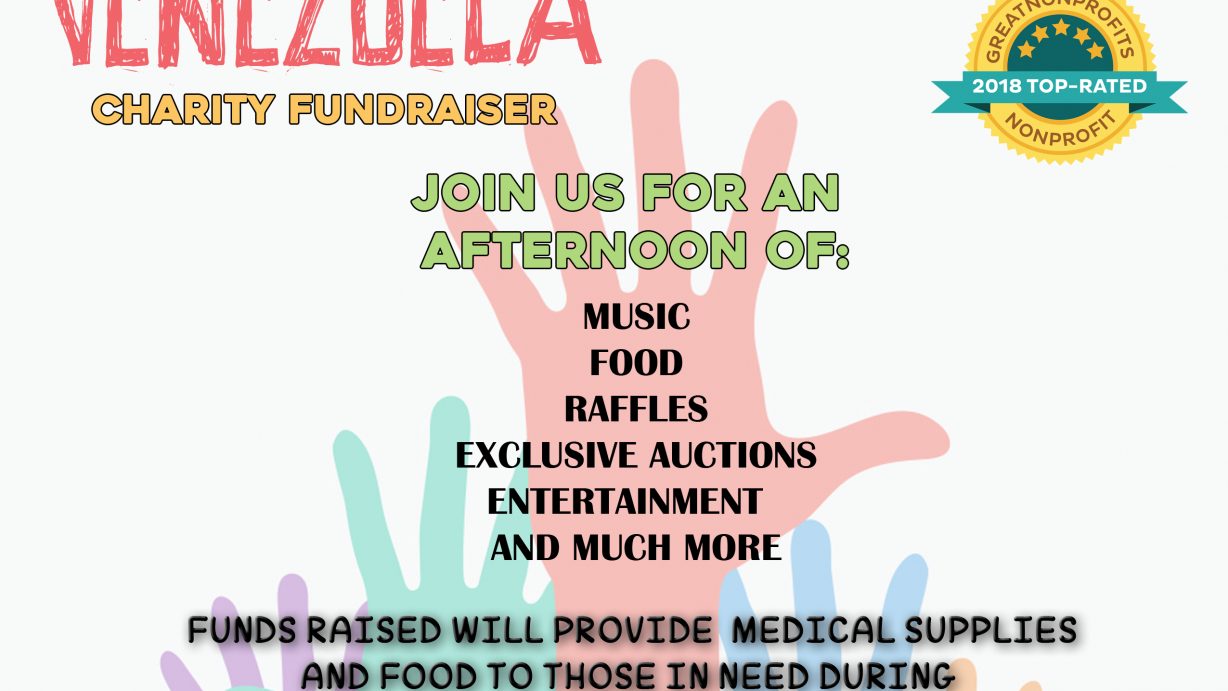 VENEZUELA
CHARITY FUNDRAISER
GREATNONPROFITS
2018 TOP-RATED
NONPROFIT
JOIN US FOR AN
AFTERNOON OF:
MUSIC
FOOD
RAFFLES
EXCLUSIVE AUCTIONS
ENTERTAINMENT
AND MUCH MORE
FUNDS RAISED WILL PROVIDE MEDICAL SUPPLIES
AND FOOD TO THOSE IN NEED DURING